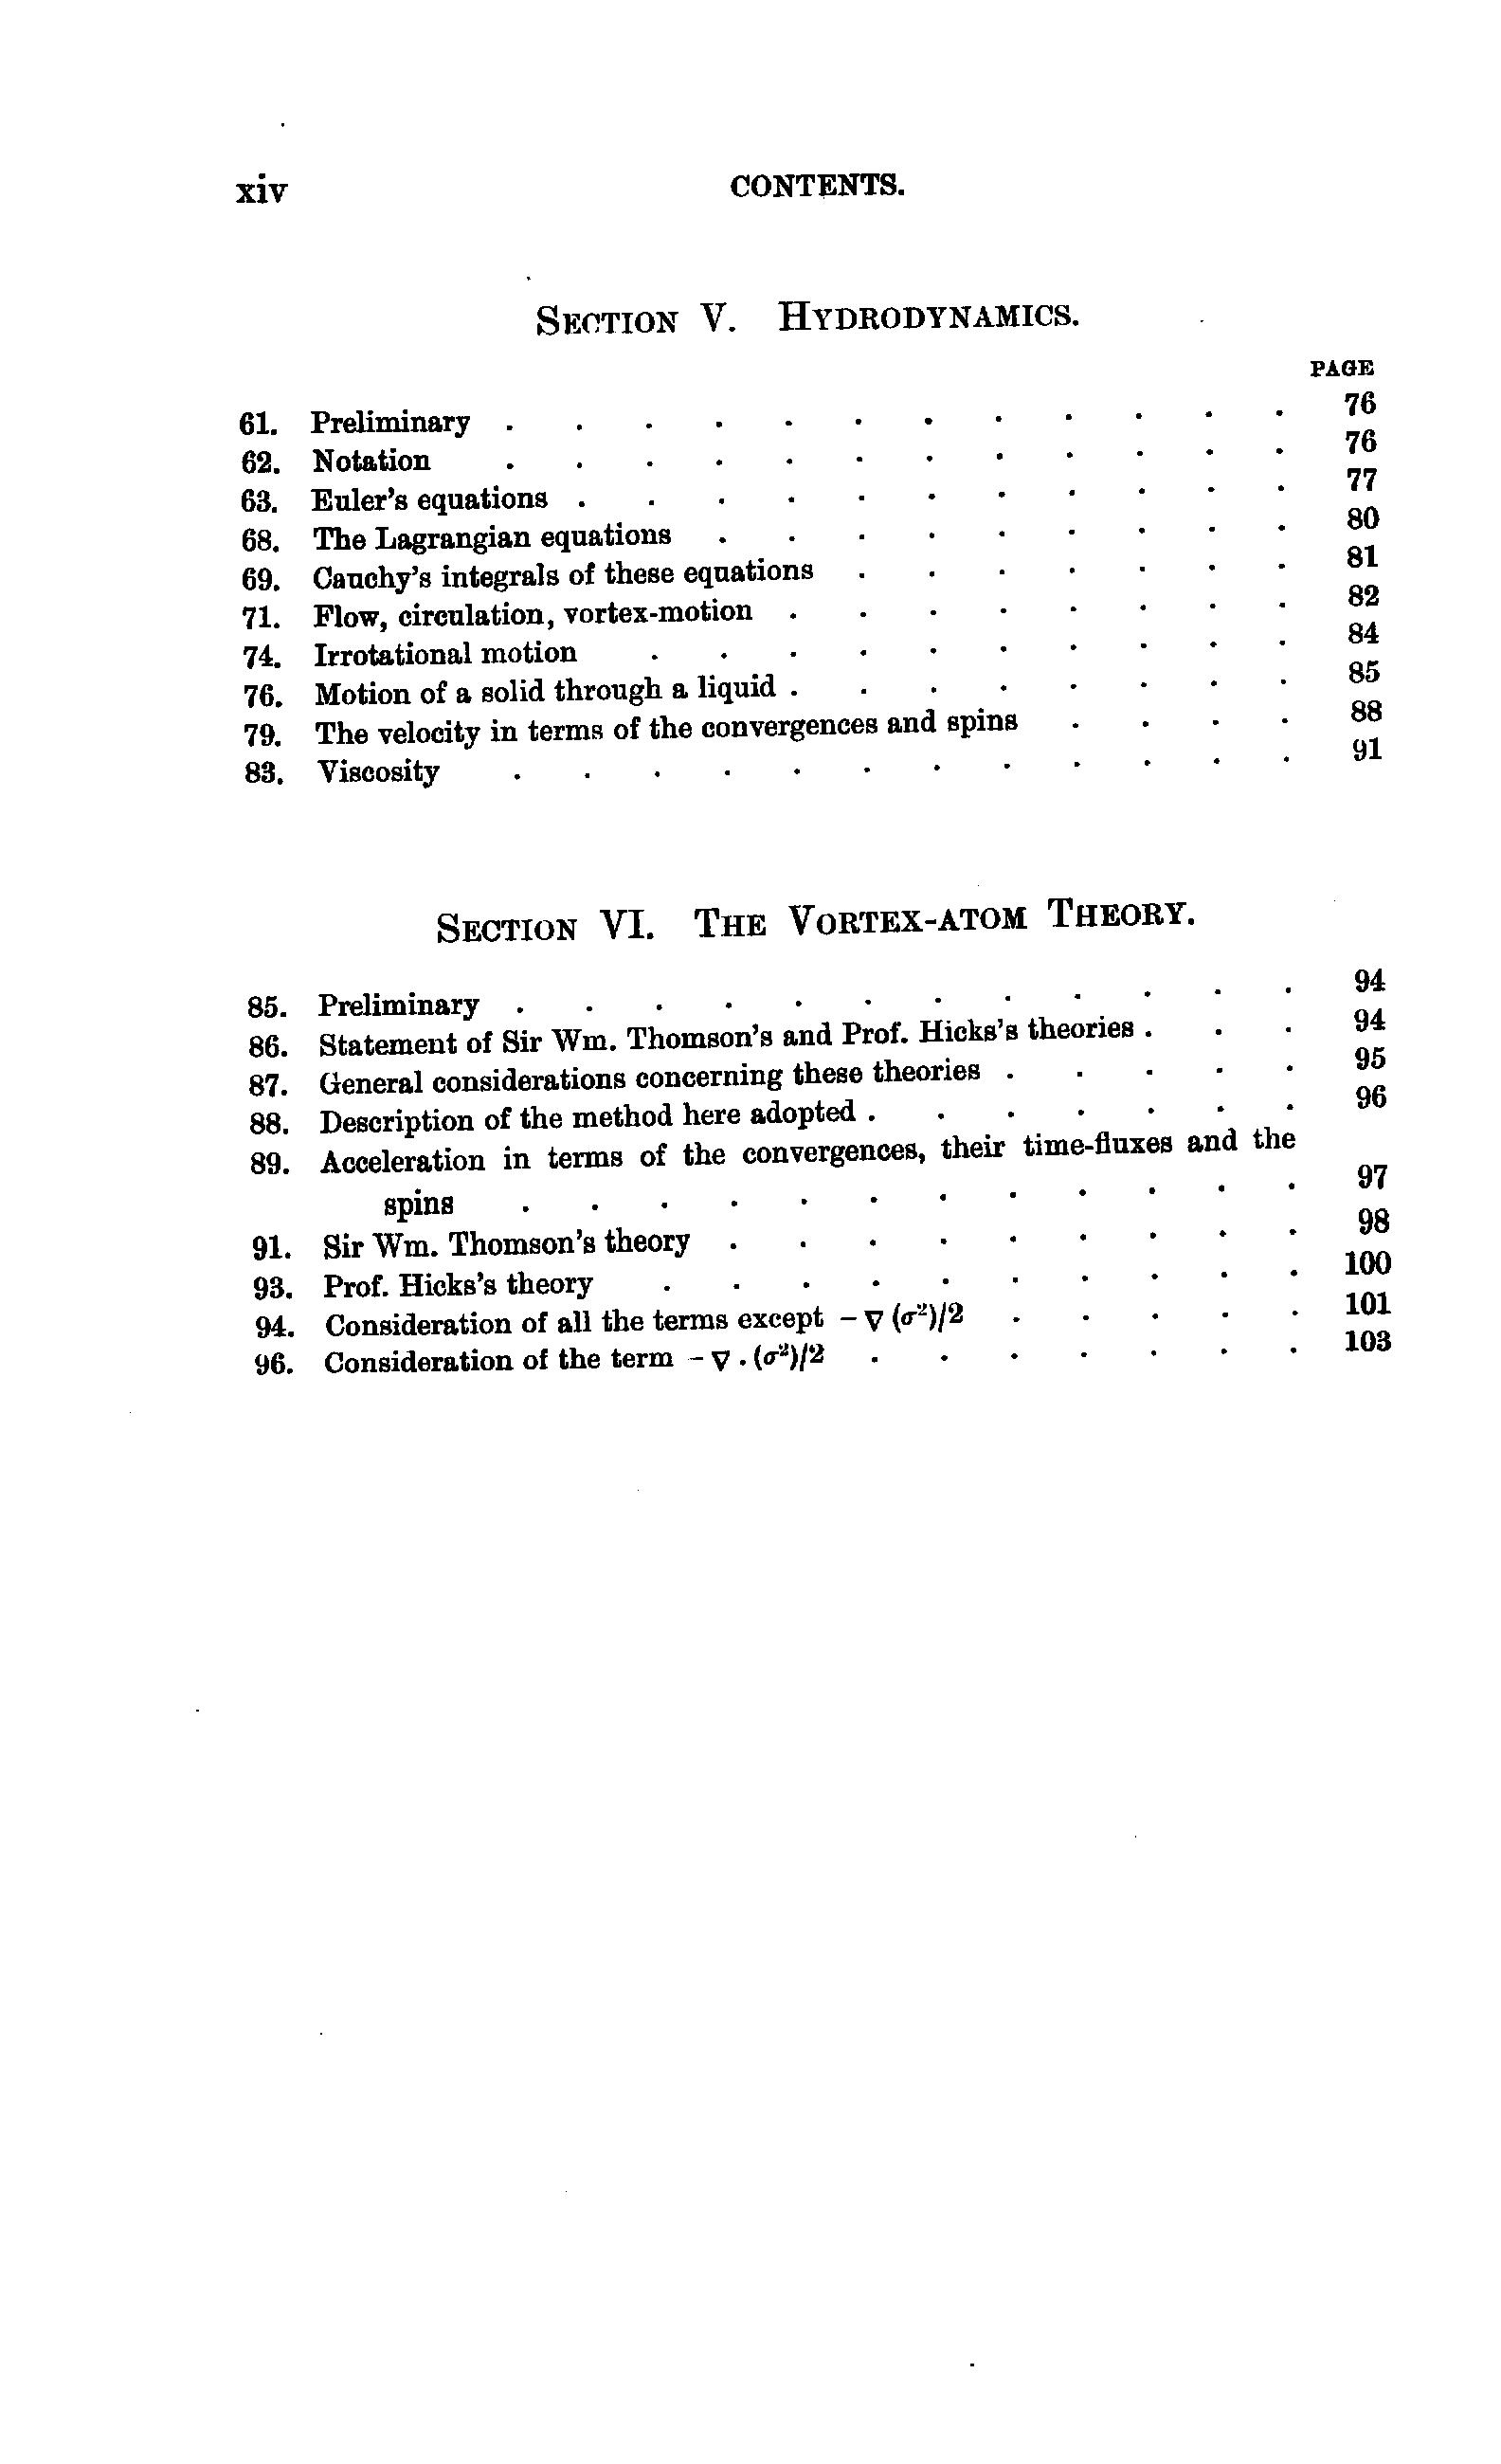 xiv CONTENTS.
SECTION V. HYDRODYNAMICS.
PAGE
61. Preliminary . . . . . . . . . . . . 76
62. Notation . . . . . . . . . . . . 76
63. Euler's equations . . . . . . . . . . . 77
68. The Lagrangian equations . . . . . . . . . 80
69. Cauchy's integrals of these equations . . . . . . . 81
71. Flow, circulation, vortex-motion . . . . . . . . 82
74. Irrotational motion . . . . . . . . . . 84
76. Motion of a solid through a liquid . . . . . . . . 85
79. The velocity in terms of the convergences and spins . . . . 88
83. Viscosity . . . . . . . . . . . . 91
SECTION VI. THE VORTEX-ATOM THEORY.
85. Preliminary . . . . . . . . . . . . 94
86. Statement of Sir Wm. Thomson's and Prof. Hicks's theories . . . 94
87. General considerations concerning these theories . . . . . 95
88. Description of the method here adopted . . . . . . . 96
89. Acceleration in terms of the convergences, their time-fluxes and the
spins . . . . . . . . . . . . 97
91. Sir Wm. Thomson's theory . . . . . . . . . 98
93. Prof. Hicks's theory . . . . . . . . . . 100
94. Consideration of all the terms except – ∇ (σ²)/2 . . . . . 101
96. Consideration of the term – ∇ . (σ²)/2 . . . . . . . 103